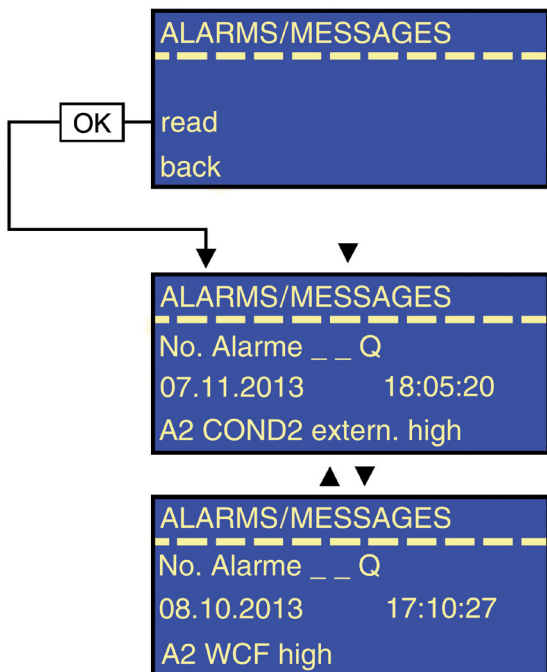 ALARMS/MESSAGES
OK
read
back
ALARMS/MESSAGES
No. Alarme _ _ Q
07.11.2013 18:05:20
A2 COND2 extern. high
ALARMS/MESSAGES
No. Alarme _ _ Q
08.10.2013 17:10:27
A2 WCF high